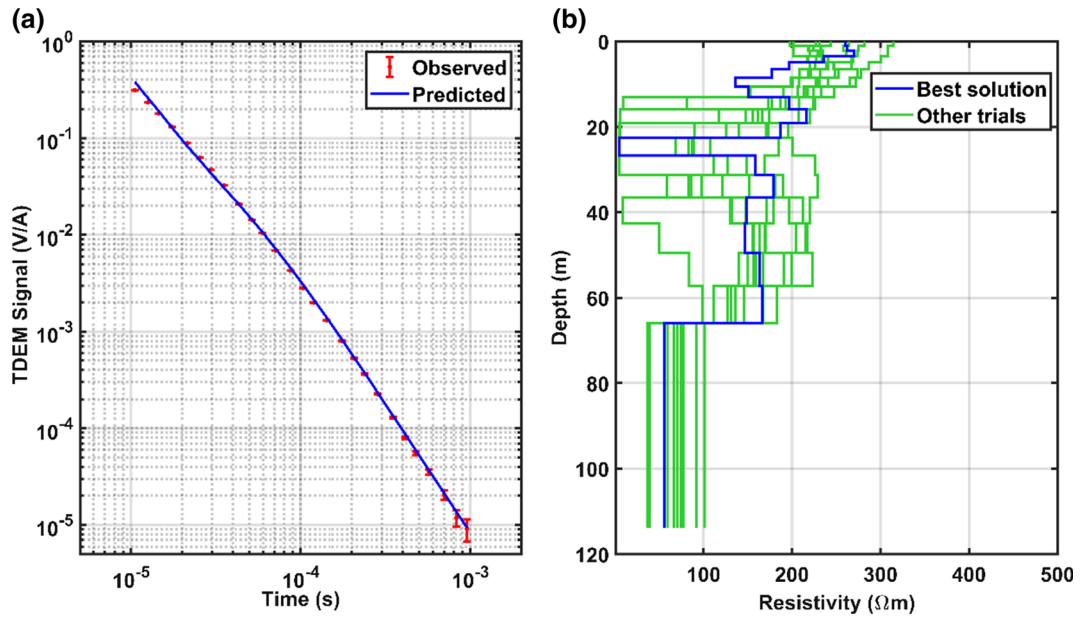 (a)
TDEM Signal (V/A)
10^0
10^-1
10^-2
10^-3
10^-4
10^-5
10^-5 10^-4 10^-3
Time (s)
Observed
Predicted
(b)
Depth (m)
0
20
40
60
80
100
120
100 200 300 400 500
Resistivity (Ωm)
Best solution
Other trials